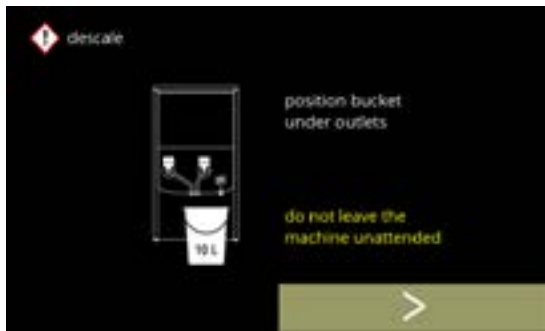 descale
position bucket
under outlets
do not leave the
machine unattended
10 L
>